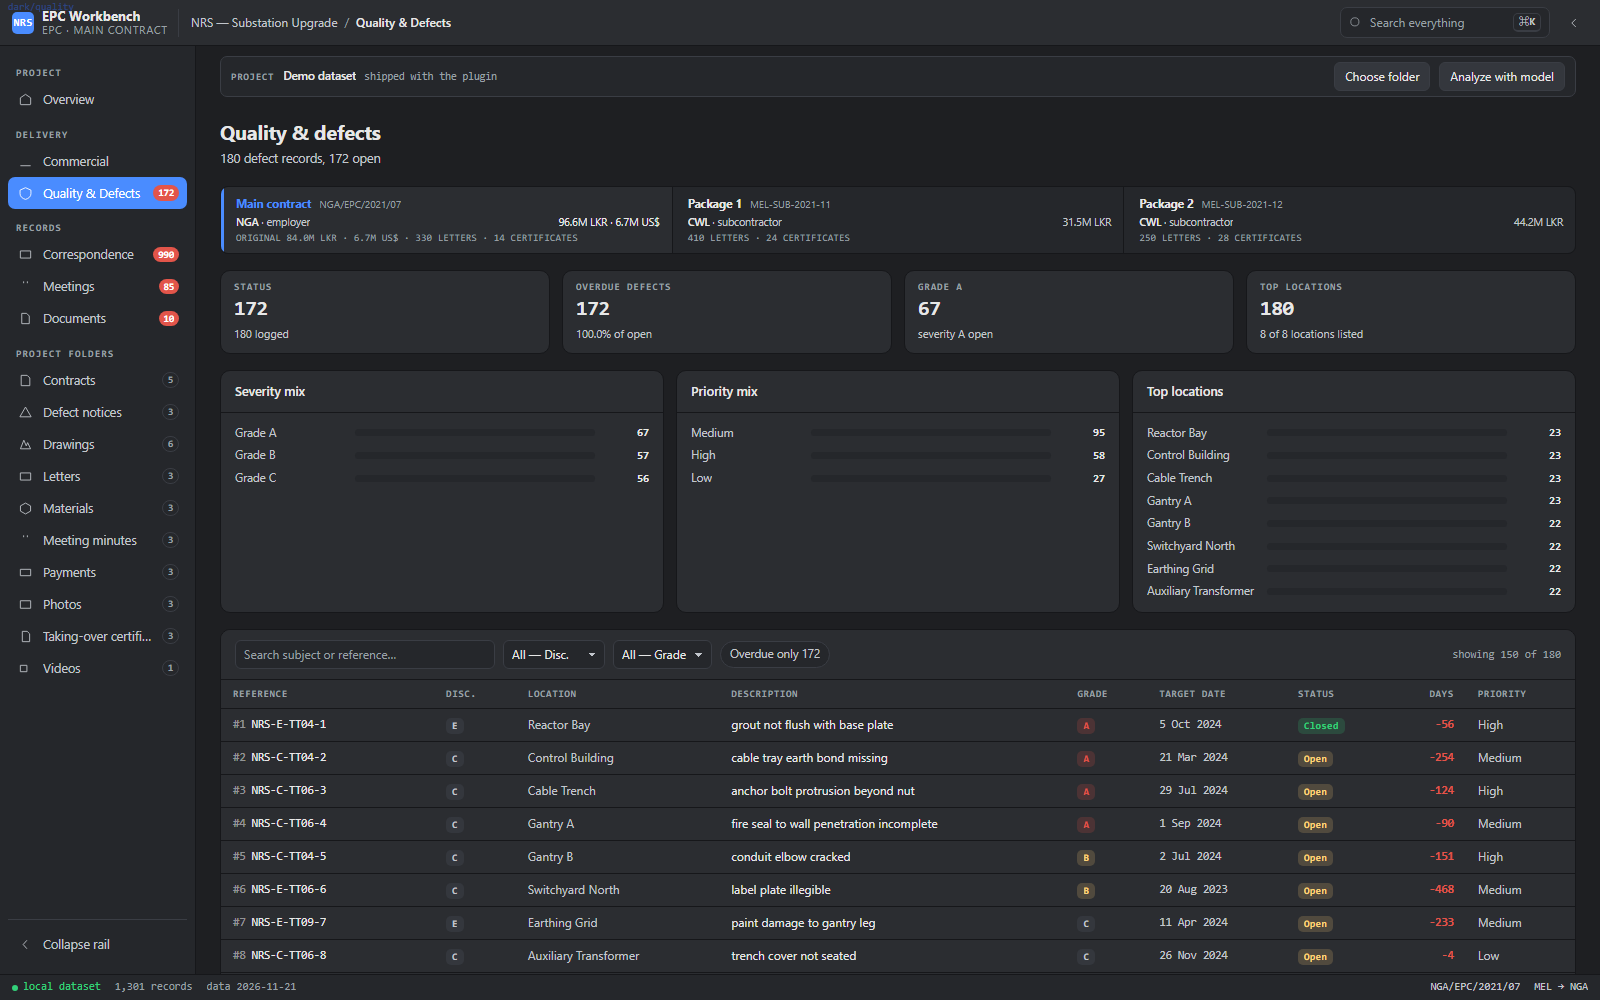 dark/quality
NRS EPC Workbench
EPC · MAIN CONTRACT
NRS — Substation Upgrade / Quality & Defects
Search everything ⌘K
PROJECT
Overview
DELIVERY
Commercial
Quality & Defects 172
RECORDS
Correspondence 990
Meetings 85
Documents 10
PROJECT FOLDERS
Contracts 5
Defect notices 3
Drawings 6
Letters 3
Materials 3
Meeting minutes 3
Payments 3
Photos 3
Taking-over certifi... 3
Videos 1
Collapse rail
PROJECT Demo dataset shipped with the plugin
Choose folder Analyze with model
Quality & defects
180 defect records, 172 open
Main contract NGA/EPC/2021/07
NGA · employer 96.6M LKR · 6.7M US$
ORIGINAL 84.0M LKR · 6.7M US$ · 330 LETTERS · 14 CERTIFICATES
Package 1 MEL-SUB-2021-11
CWL · subcontractor 31.5M LKR
410 LETTERS · 24 CERTIFICATES
Package 2 MEL-SUB-2021-12
CWL · subcontractor 44.2M LKR
250 LETTERS · 28 CERTIFICATES
STATUS
172
180 logged
OVERDUE DEFECTS
172
100.0% of open
GRADE A
67
severity A open
TOP LOCATIONS
180
8 of 8 locations listed
Severity mix
Grade A 67
Grade B 57
Grade C 56
Priority mix
Medium 95
High 58
Low 27
Top locations
Reactor Bay 23
Control Building 23
Cable Trench 23
Gantry A 23
Gantry B 22
Switchyard North 22
Earthing Grid 22
Auxiliary Transformer 22
Search subject or reference... All — Disc. All — Grade Overdue only 172 showing 150 of 180
REFERENCE DISC. LOCATION DESCRIPTION GRADE TARGET DATE STATUS DAYS PRIORITY
#1 NRS-E-TT04-1 E Reactor Bay grout not flush with base plate A 5 Oct 2024 Closed -56 High
#2 NRS-C-TT04-2 C Control Building cable tray earth bond missing A 21 Mar 2024 Open -254 Medium
#3 NRS-C-TT06-3 C Cable Trench anchor bolt protrusion beyond nut A 29 Jul 2024 Open -124 High
#4 NRS-C-TT06-4 C Gantry A fire seal to wall penetration incomplete A 1 Sep 2024 Open -90 Medium
#5 NRS-C-TT04-5 C Gantry B conduit elbow cracked B 2 Jul 2024 Open -151 High
#6 NRS-E-TT06-6 C Switchyard North label plate illegible B 20 Aug 2023 Open -468 Medium
#7 NRS-E-TT09-7 E Earthing Grid paint damage to gantry leg C 11 Apr 2024 Open -233 Medium
#8 NRS-C-TT06-8 C Auxiliary Transformer trench cover not seated C 26 Nov 2024 Open -4 Low
local dataset 1,301 records data 2026-11-21 NGA/EPC/2021/07 MEL → NGA